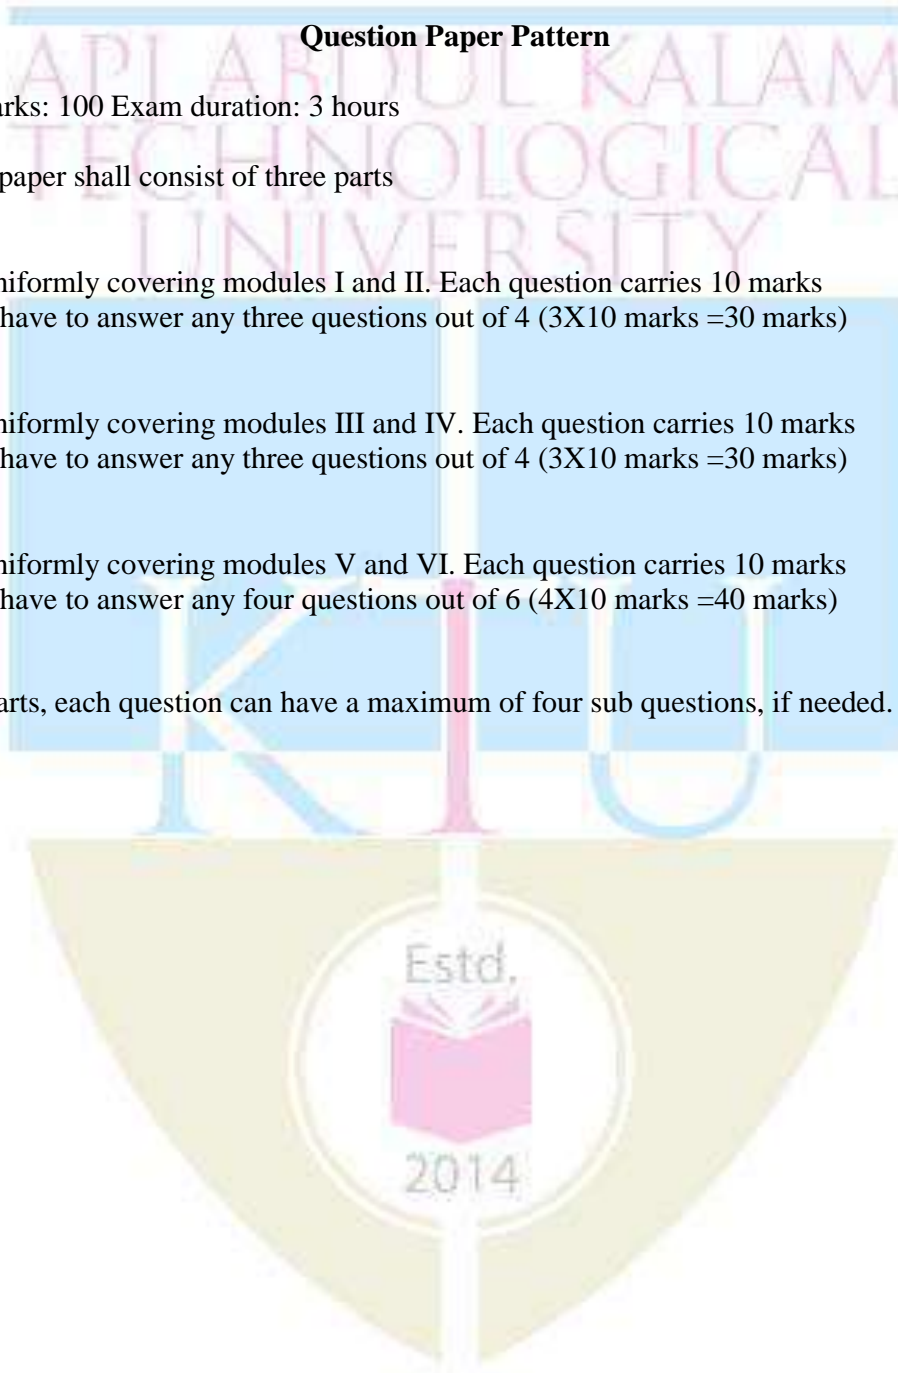 Question Paper Pattern
API ABDUL KALAM
TECHNOLOGICAL
UNIVERSITY
arks: 100 Exam duration: 3 hours
paper shall consist of three parts
niformly covering modules I and II. Each question carries 10 marks
have to answer any three questions out of 4 (3X10 marks =30 marks)
niformly covering modules III and IV. Each question carries 10 marks
have to answer any three questions out of 4 (3X10 marks =30 marks)
niformly covering modules V and VI. Each question carries 10 marks
have to answer any four questions out of 6 (4X10 marks =40 marks)
arts, each question can have a maximum of four sub questions, if needed.
KTU
Estd.
2014